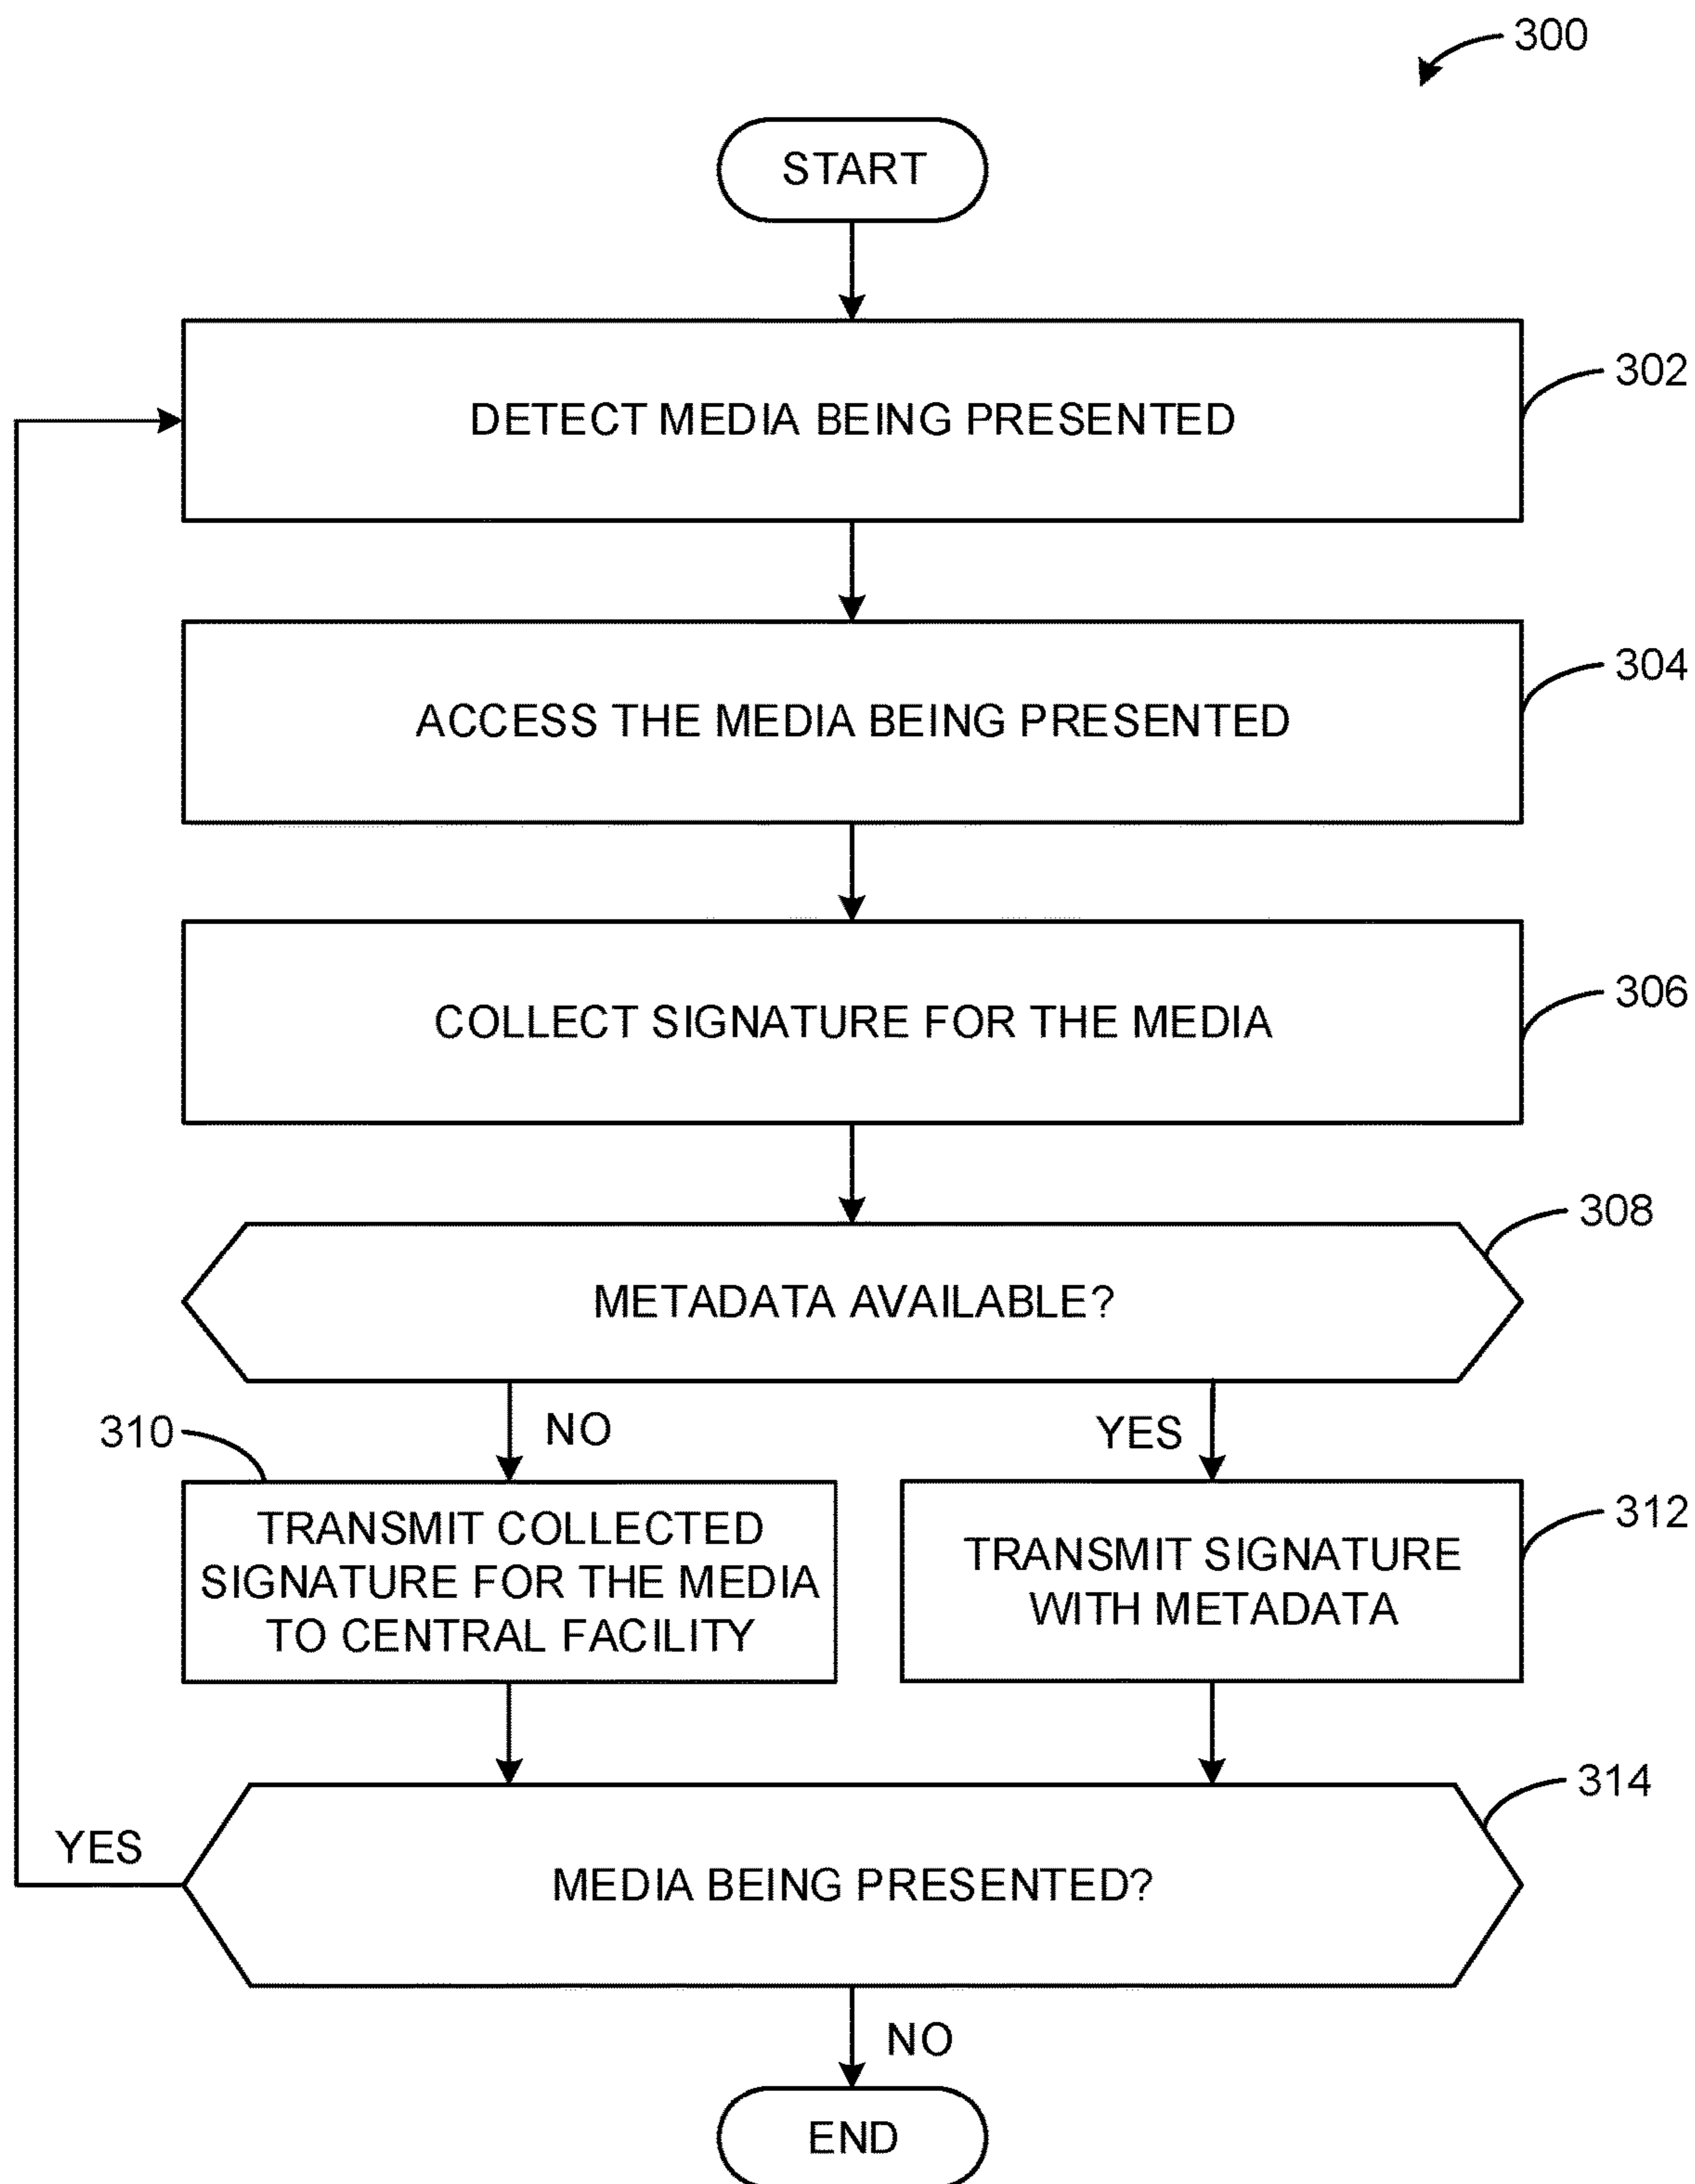 300
START
DETECT MEDIA BEING PRESENTED
302
ACCESS THE MEDIA BEING PRESENTED
304
COLLECT SIGNATURE FOR THE MEDIA
306
METADATA AVAILABLE?
308
NO
YES
310
TRANSMIT COLLECTED
SIGNATURE FOR THE MEDIA
TO CENTRAL FACILITY
TRANSMIT SIGNATURE
WITH METADATA
312
MEDIA BEING PRESENTED?
314
YES
NO
END